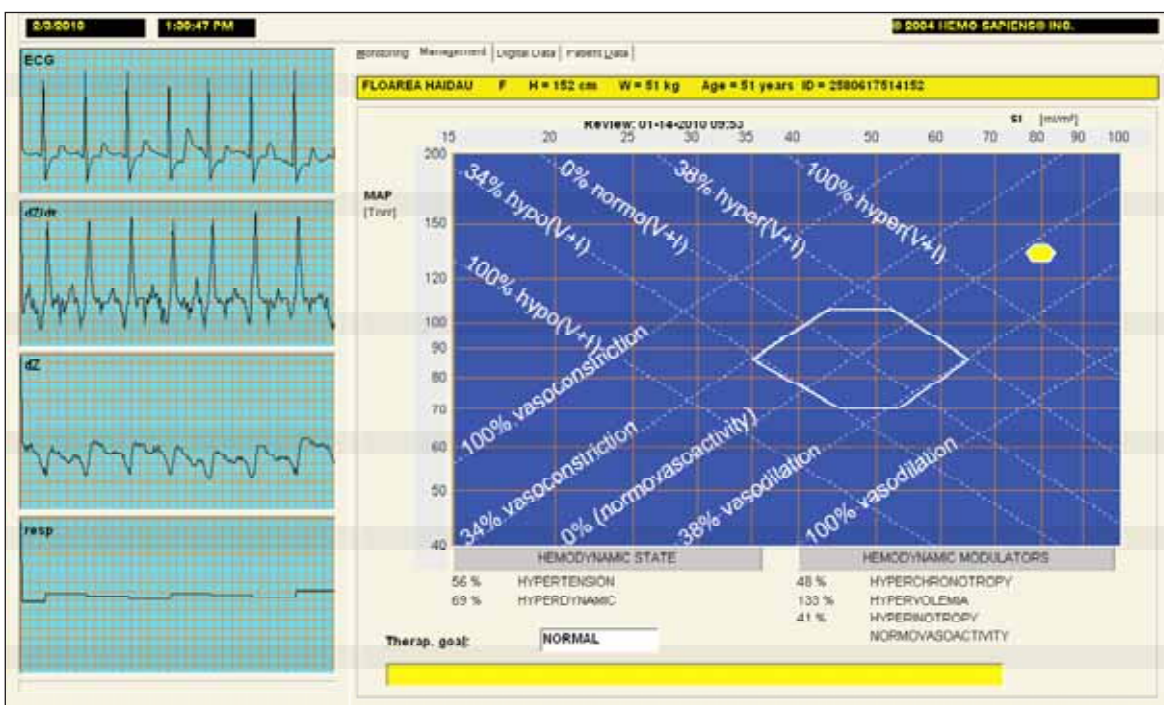 2/3/2010 1:30:47 PM © 2004 HEMO SAPIENS® INC.
Monitoring Management Digital Data Patient Data
FLOAREA HAIDAU F H = 152 cm W = 51 kg Age = 51 years ID = 2580617514152
ECG
dZ/dt
dZ
resp
Review: 01-14-2010 09:53 SI [ml/m²]
15 20 25 30 35 40 50 60 70 80 90 100
MAP
[Torr]
200
150
120
100
90
80
70
60
50
40
34% hypo(V+I)
0% normo(V+I)
38% hyper(V+I)
100% hyper(V+I)
100% hypo(V+I)
100% vasoconstriction
34% vasoconstriction
0% (normovasoactivity)
38% vasodilation
100% vasodilation
HEMODYNAMIC STATE HEMODYNAMIC MODULATORS
56 % HYPERTENSION 48 % HYPERCHRONOTROPY
69 % HYPERDYNAMIC 133 % HYPERVOLEMIA
41 % HYPERINOTROPY
NORMOVASOACTIVITY
Therap. goal: NORMAL